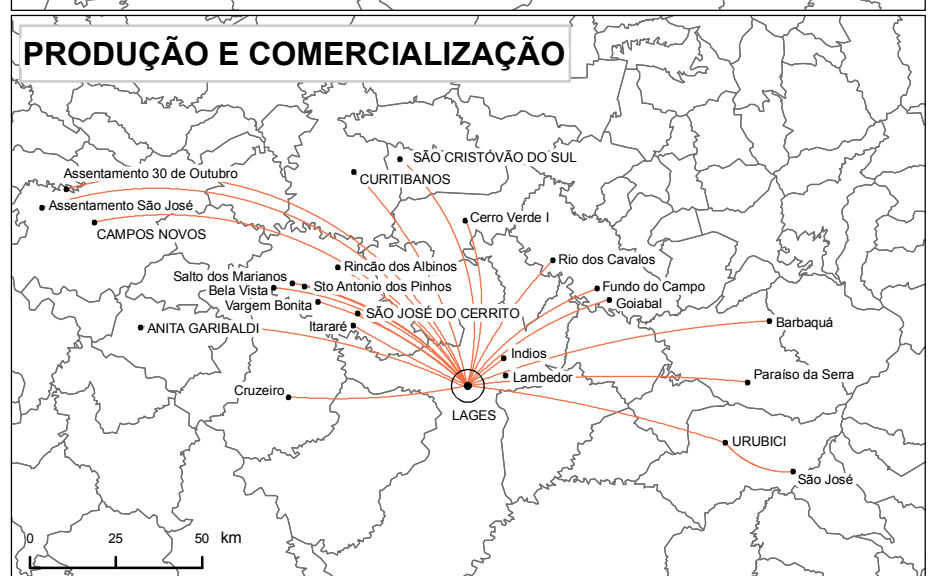 PRODUÇÃO E COMERCIALIZAÇÃO
SÃO CRISTÓVÃO DO SUL
Assentamento 30 de Outubro
CURITIBANOS
Assentamento São José
Cerro Verde I
CAMPOS NOVOS
Rio dos Cavalos
Rincão dos Albinos
Salto dos Marianos
Sto Antonio dos Pinhos
Fundo do Campo
Bela Vista
Goiabal
Vargem Bonita
SÃO JOSÉ DO CERRITO
Barbaquá
Itararé
ANITA GARIBALDI
Indios
Lambedor
Paraíso da Serra
Cruzeiro
LAGES
URUBICI
São José
0 25 50 km